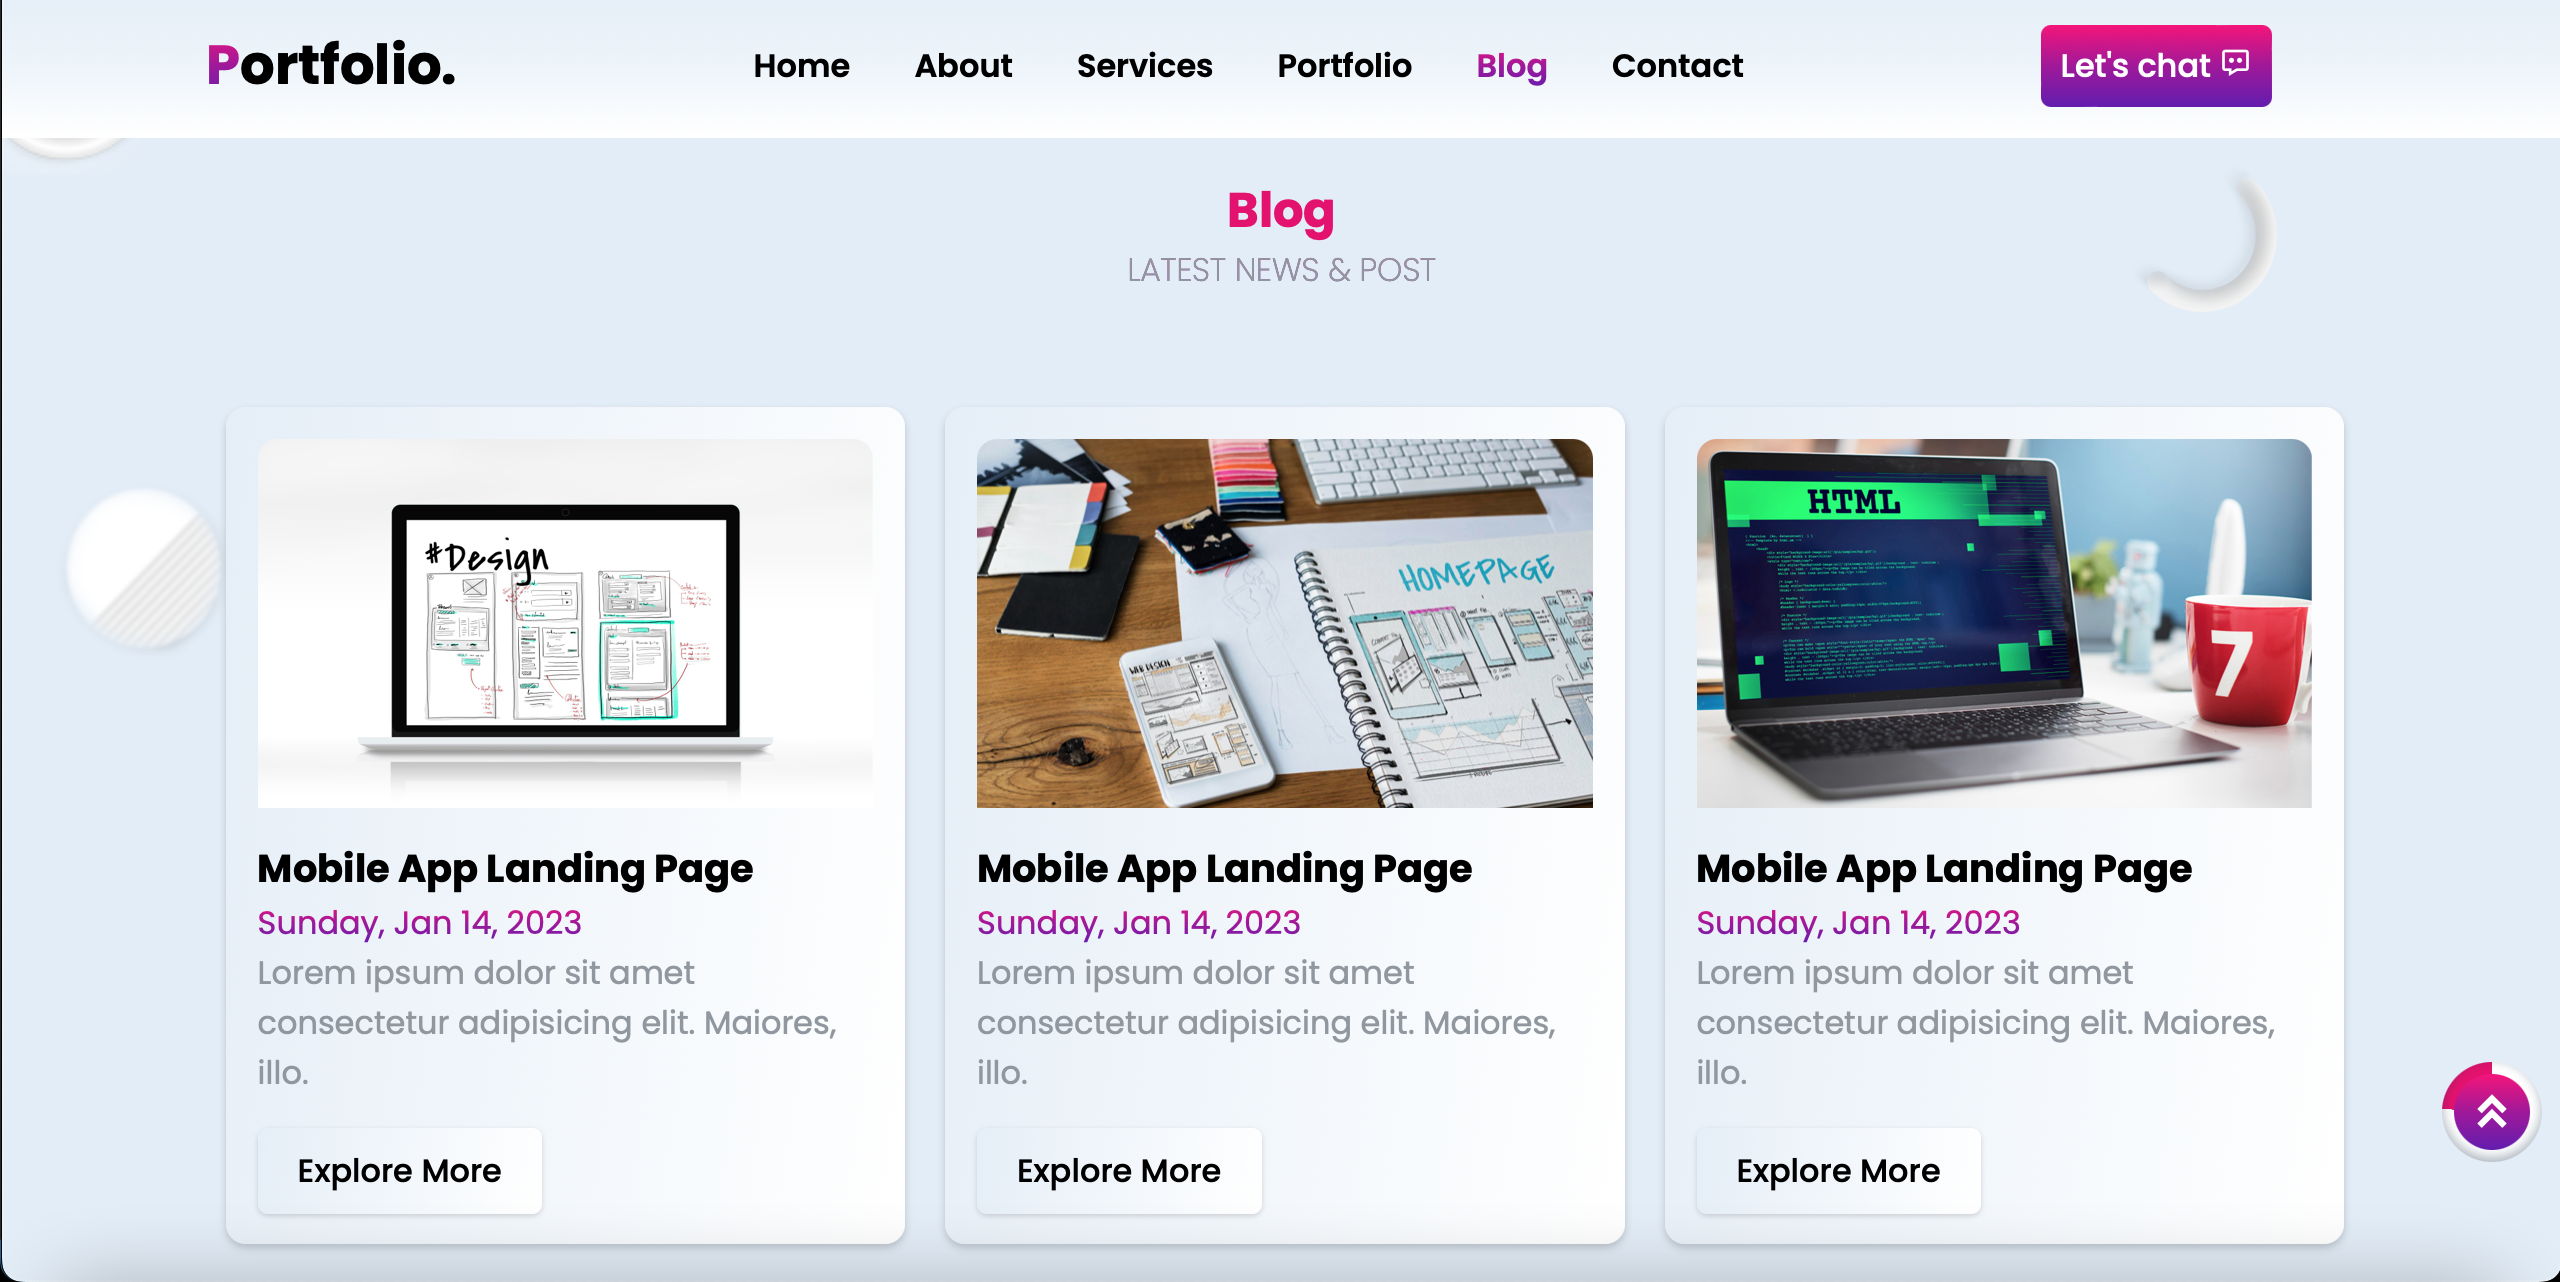 Portfolio.
Home About Services Portfolio Blog Contact
Let's chat
Blog
LATEST NEWS & POST
#Design
HOMEPAGE
WEB DESIGN
HTML
7
Mobile App Landing Page
Sunday, Jan 14, 2023
Lorem ipsum dolor sit amet
consectetur adipisicing elit. Maiores,
illo.
Explore More
Mobile App Landing Page
Sunday, Jan 14, 2023
Lorem ipsum dolor sit amet
consectetur adipisicing elit. Maiores,
illo.
Explore More
Mobile App Landing Page
Sunday, Jan 14, 2023
Lorem ipsum dolor sit amet
consectetur adipisicing elit. Maiores,
illo.
Explore More